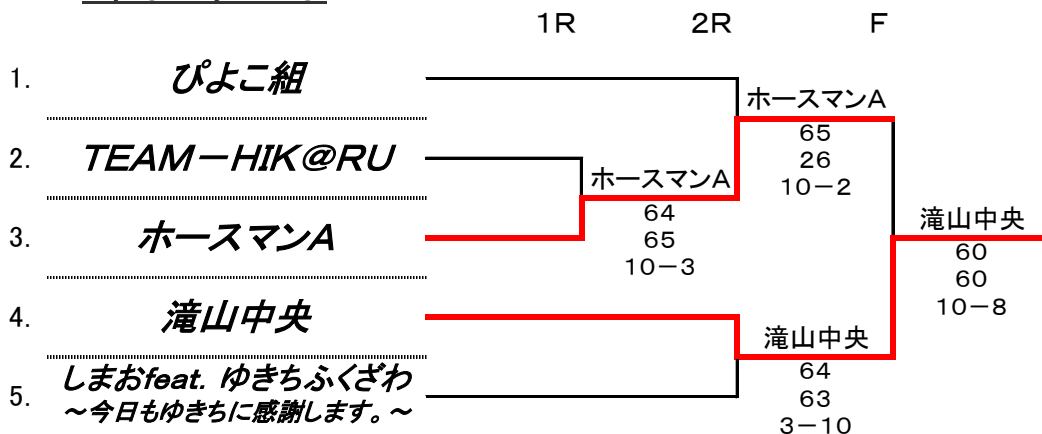 1R 2R F
1. ぴよこ組
ホースマンA
65
26
10－2
2. TEAM－HIK@RU
ホースマンA
64
65
10－3
3. ホースマンA
滝山中央
60
60
10－8
4. 滝山中央
滝山中央
64
63
3－10
5. しまおfeat. ゆきちふくざわ
～今日もゆきちに感謝します。～